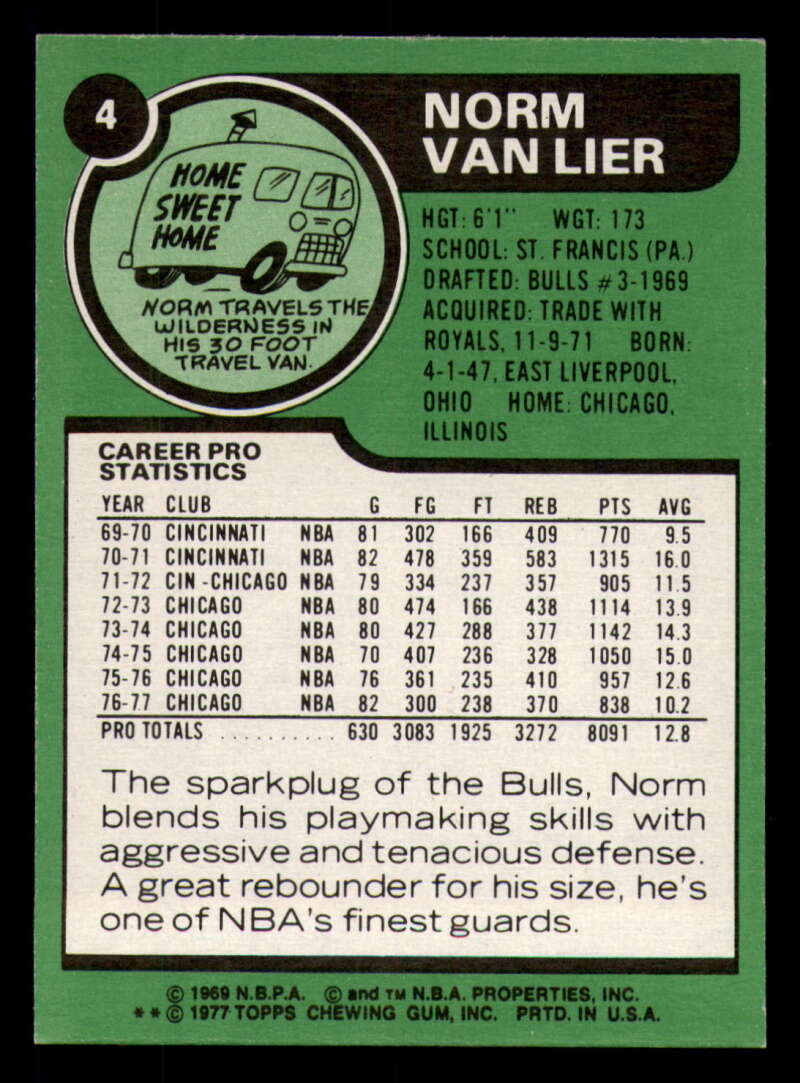 4
HOME
SWEET
HOME
NORM TRAVELS THE
WILDERNESS IN
HIS 30 FOOT
TRAVEL VAN.
NORM
VAN LIER
HGT: 6'1" WGT: 173
SCHOOL: ST. FRANCIS (PA.)
DRAFTED: BULLS #3-1969
ACQUIRED: TRADE WITH
ROYALS, 11-9-71 BORN:
4-1-47, EAST LIVERPOOL,
OHIO HOME: CHICAGO,
ILLINOIS
CAREER PRO
STATISTICS
YEAR CLUB G FG FT REB PTS AVG
69-70 CINCINNATI NBA 81 302 166 409 770 9.5
70-71 CINCINNATI NBA 82 478 359 583 1315 16.0
71-72 CIN-CHICAGO NBA 79 334 237 357 905 11.5
72-73 CHICAGO NBA 80 474 166 438 1114 13.9
73-74 CHICAGO NBA 80 427 288 377 1142 14.3
74-75 CHICAGO NBA 70 407 236 328 1050 15.0
75-76 CHICAGO NBA 76 361 235 410 957 12.6
76-77 CHICAGO NBA 82 300 238 370 838 10.2
PRO TOTALS .......... 630 3083 1925 3272 8091 12.8
The sparkplug of the Bulls, Norm
blends his playmaking skills with
aggressive and tenacious defense.
A great rebounder for his size, he's
one of NBA's finest guards.
© 1969 N.B.P.A. © and TM N.B.A. PROPERTIES, INC.
**© 1977 TOPPS CHEWING GUM, INC. PRTD. IN U.S.A.